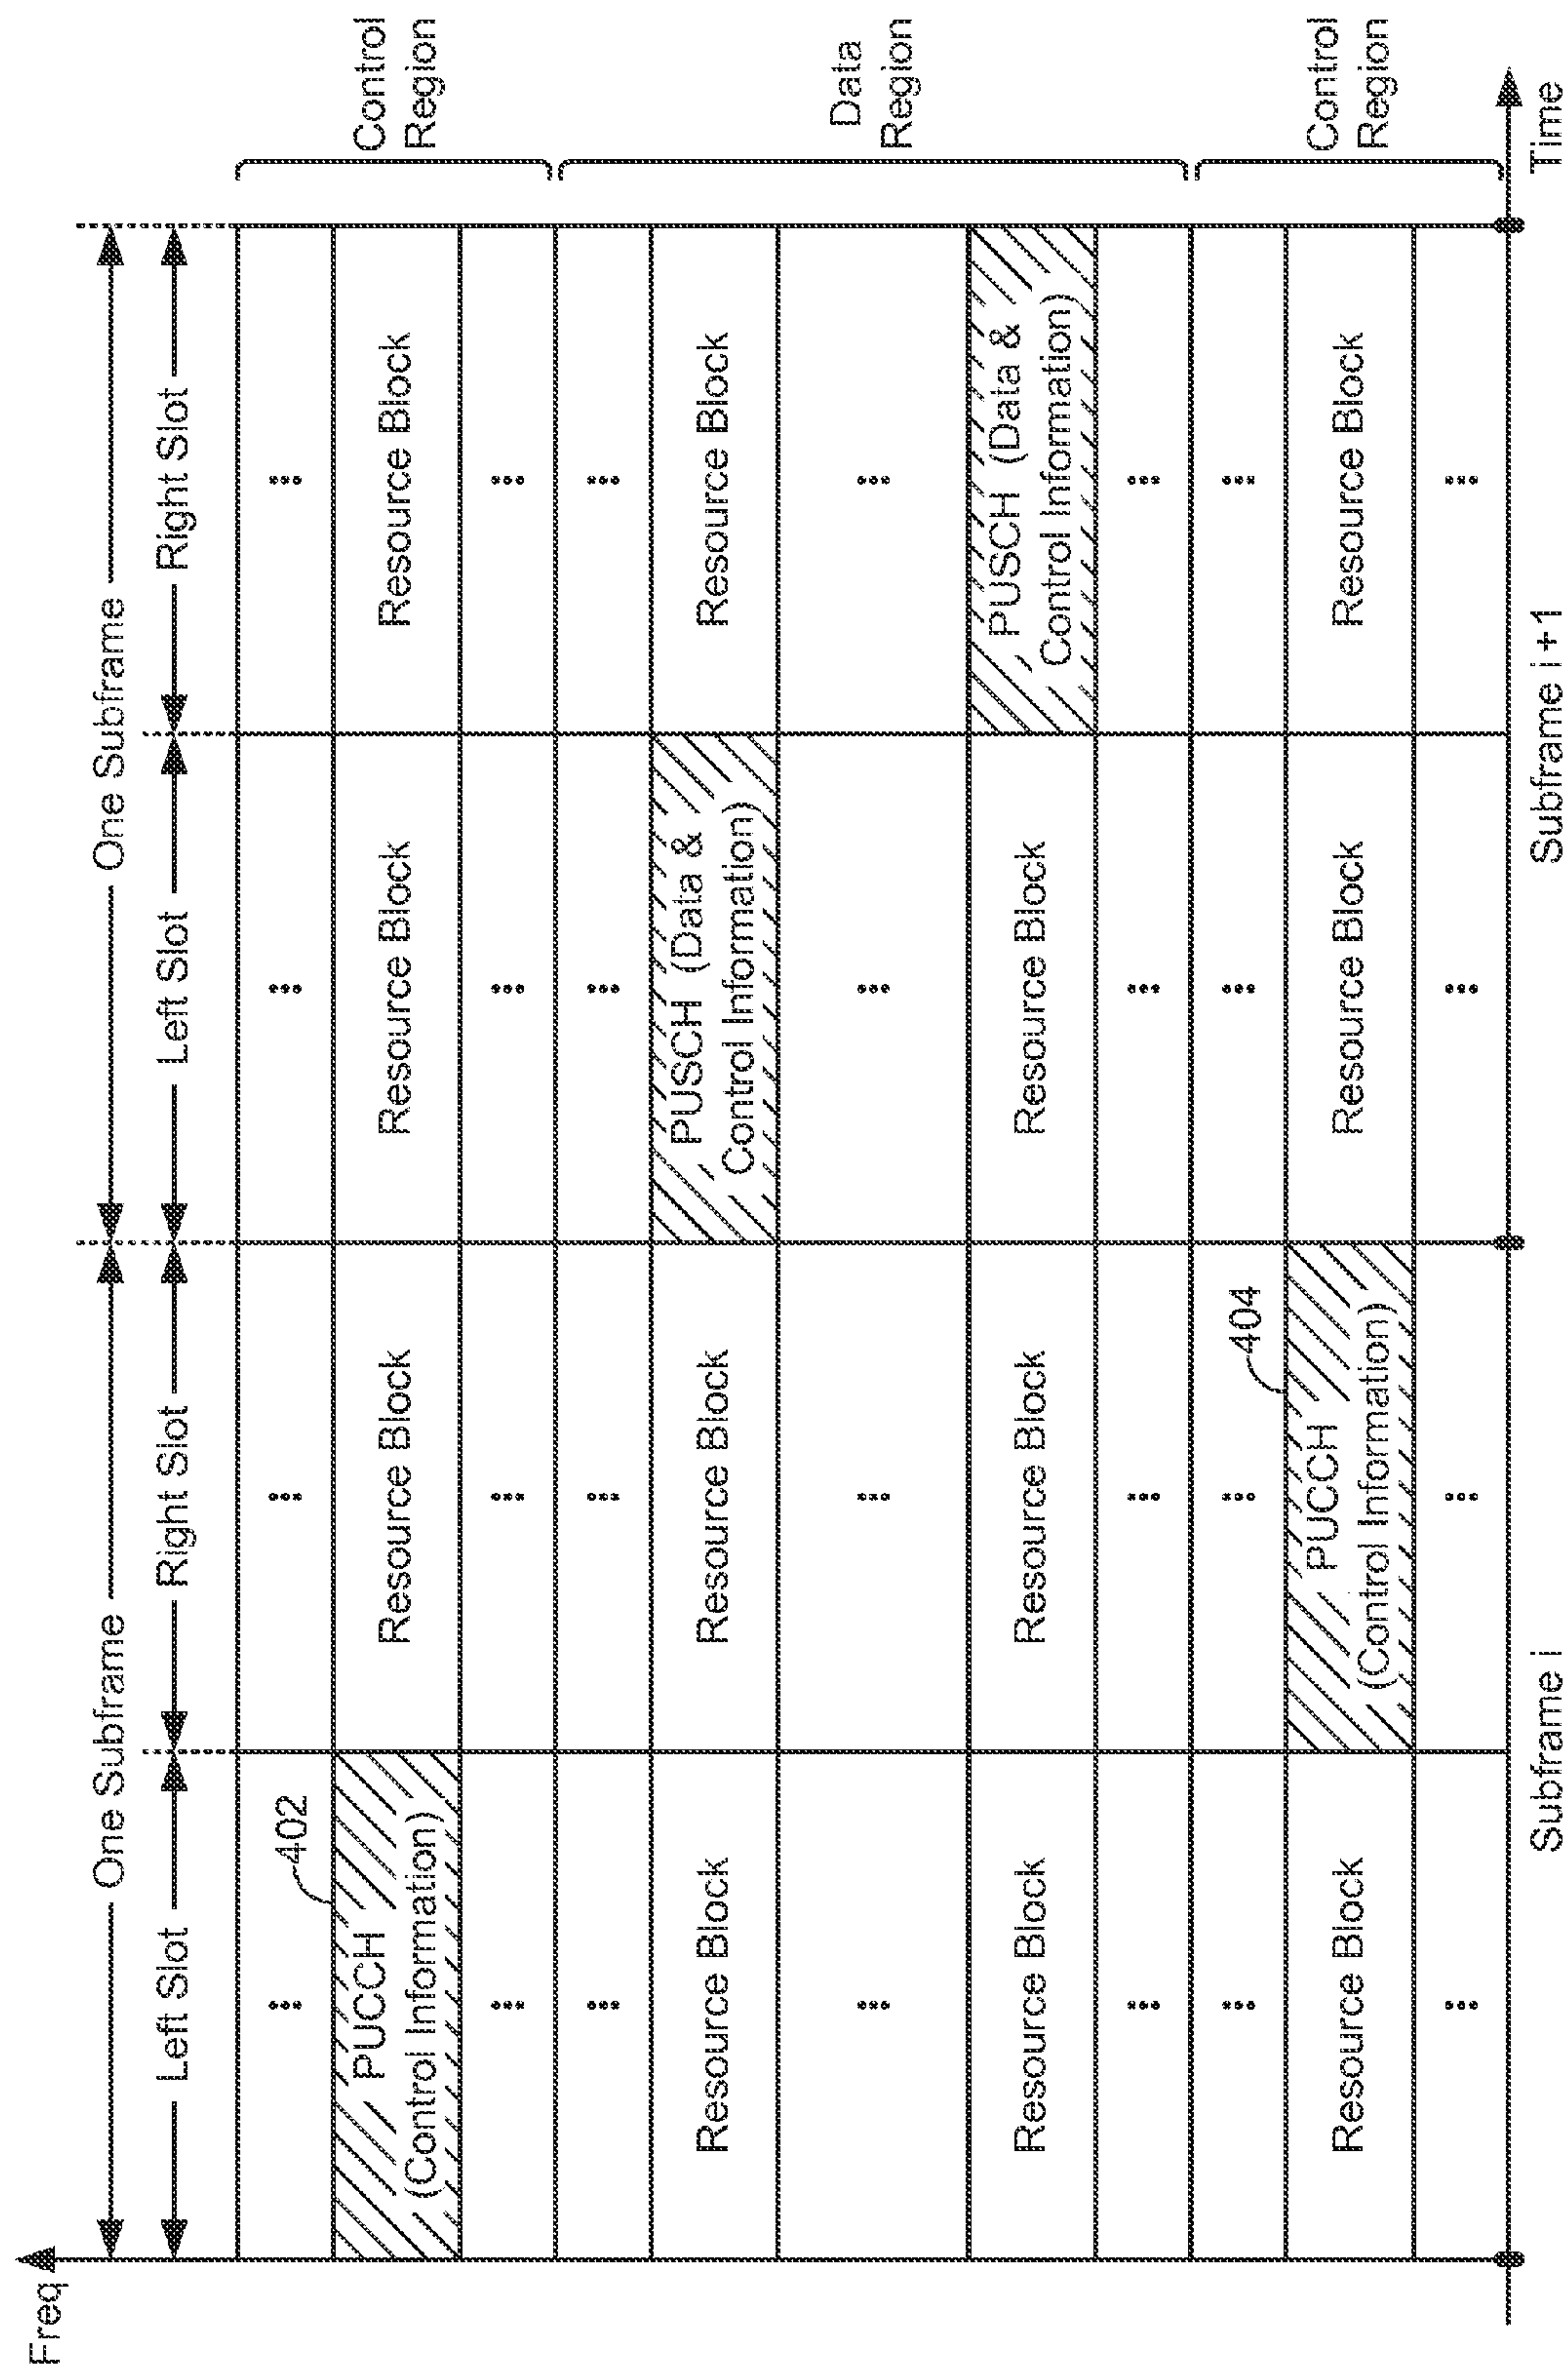 Freq
One Subframe
One Subframe
Left Slot
Right Slot
Left Slot
Right Slot
402
PUCCH
(Control Information)
Resource Block
Resource Block
Resource Block
Control
Region
Resource Block
Resource Block
PUSCH (Data &
Control Information)
Resource Block
Data
Region
Resource Block
Resource Block
Resource Block
PUSCH (Data &
Control Information)
404
Resource Block
PUCCH
(Control Information)
Resource Block
Resource Block
Control
Region
Subframe i
Subframe i + 1
Time